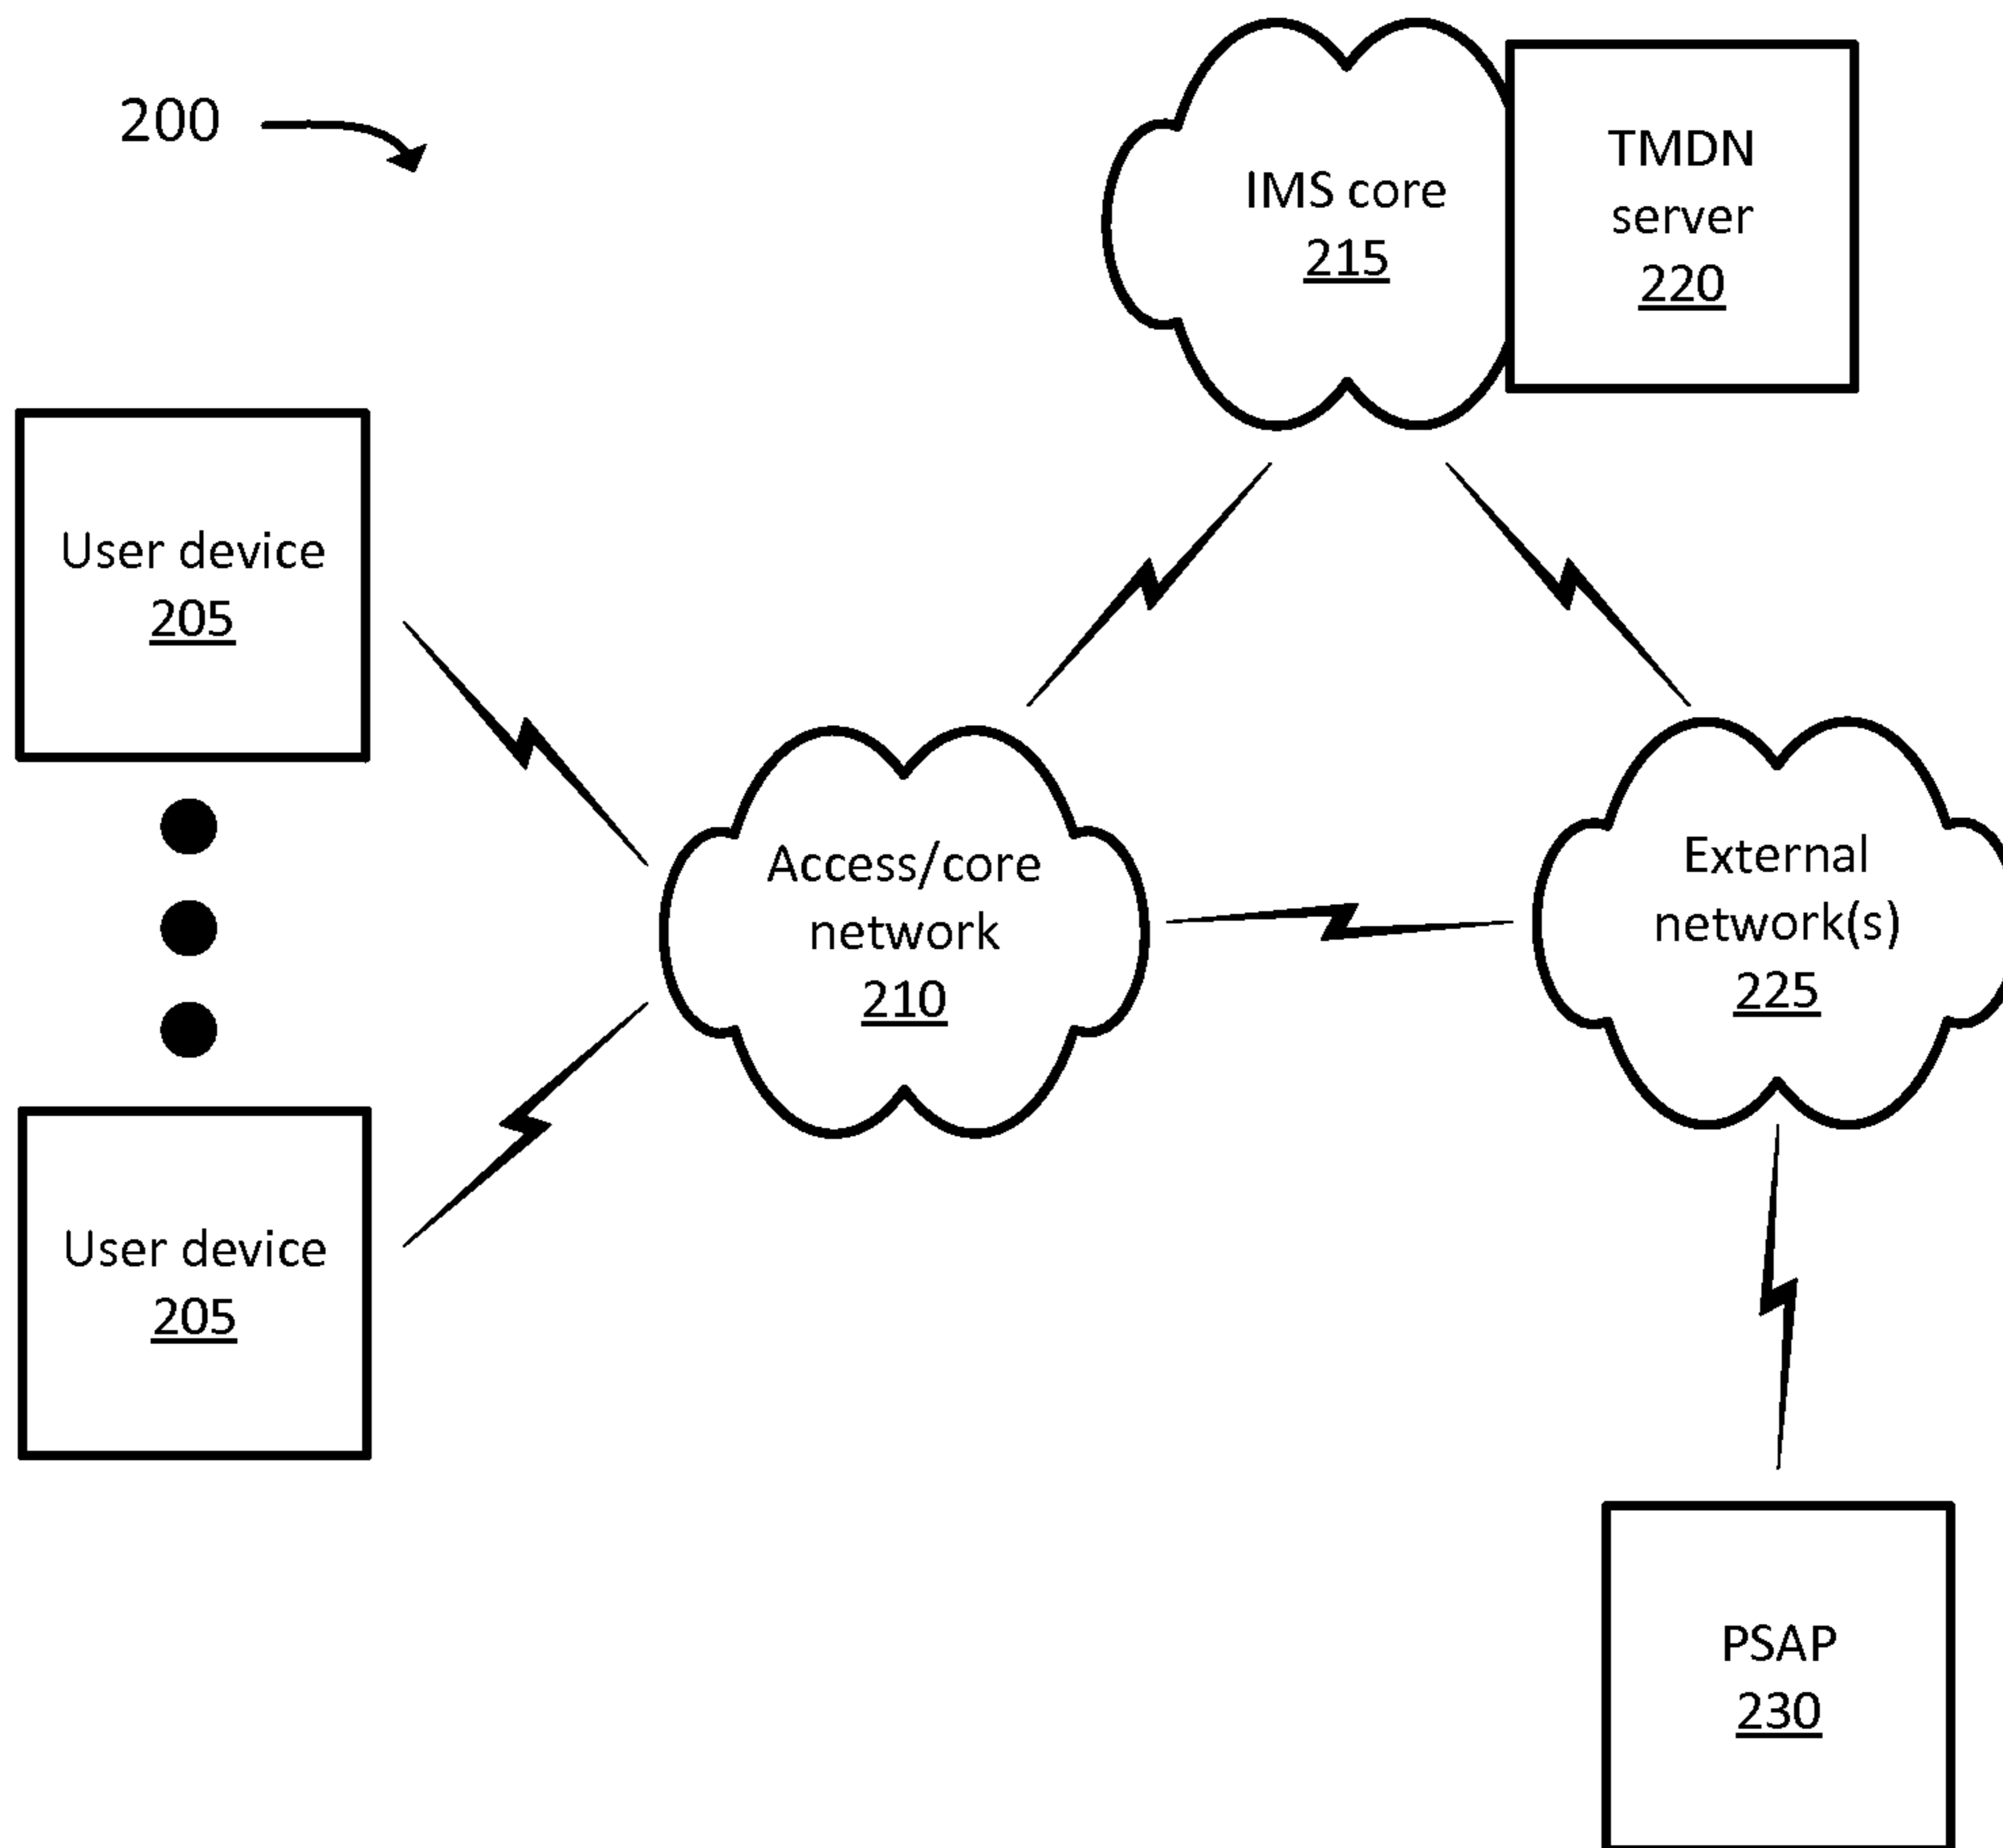 200
IMS core
215
TMDN
server
220
User device
205
Access/core
network
210
External
network(s)
225
User device
205
PSAP
230